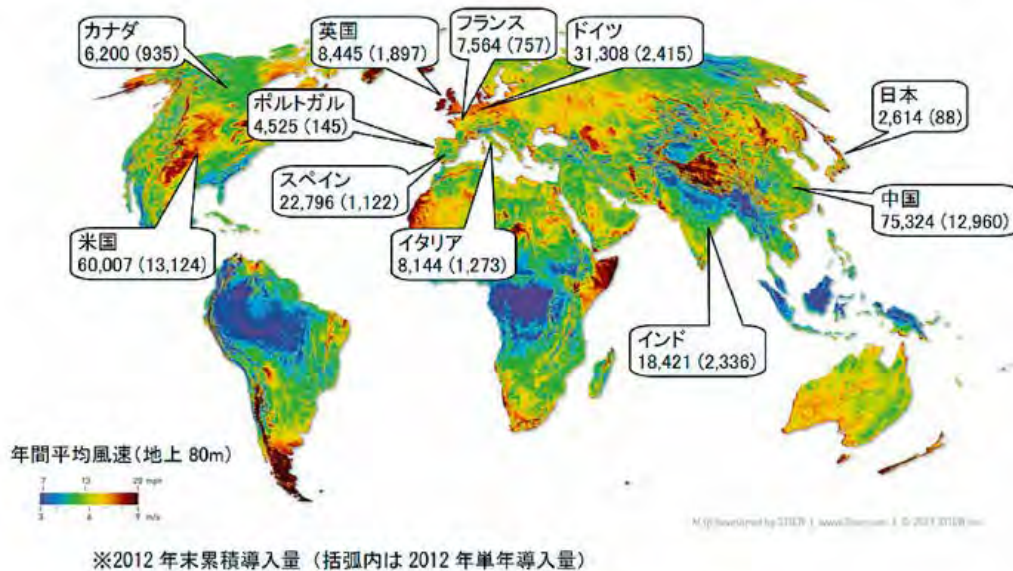 カナダ
6,200 (935)
英国
8,445 (1,897)
フランス
7,564 (757)
ドイツ
31,308 (2,415)
ポルトガル
4,525 (145)
日本
2,614 (88)
スペイン
22,796 (1,122)
中国
75,324 (12,960)
米国
60,007 (13,124)
イタリア
8,144 (1,273)
インド
18,421 (2,336)
年間平均風速(地上 80m)
7 13 20 mph
3 6 9 m/s
※2012 年末累積導入量 (括弧内は 2012 年単年導入量)